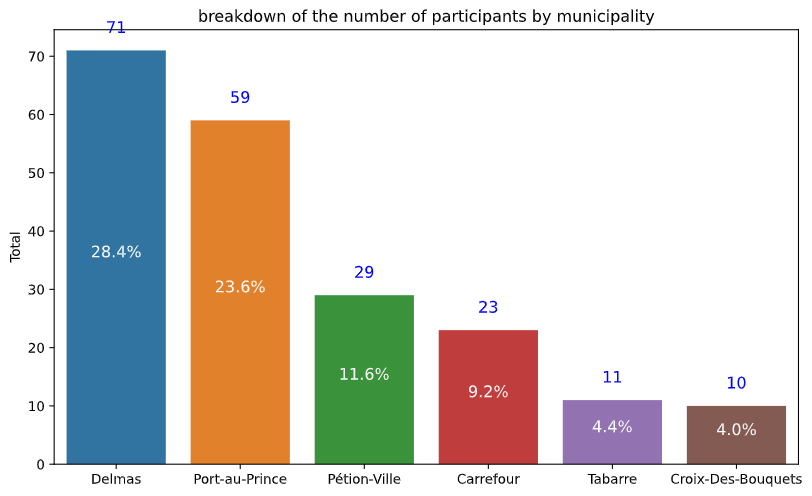 breakdown of the number of participants by municipality
71
70
60
50
40
30
20
10
0
Total
59
29
23
11
10
28.4%
23.6%
11.6%
9.2%
4.4%
4.0%
Delmas
Port-au-Prince
Pétion-Ville
Carrefour
Tabarre
Croix-Des-Bouquets